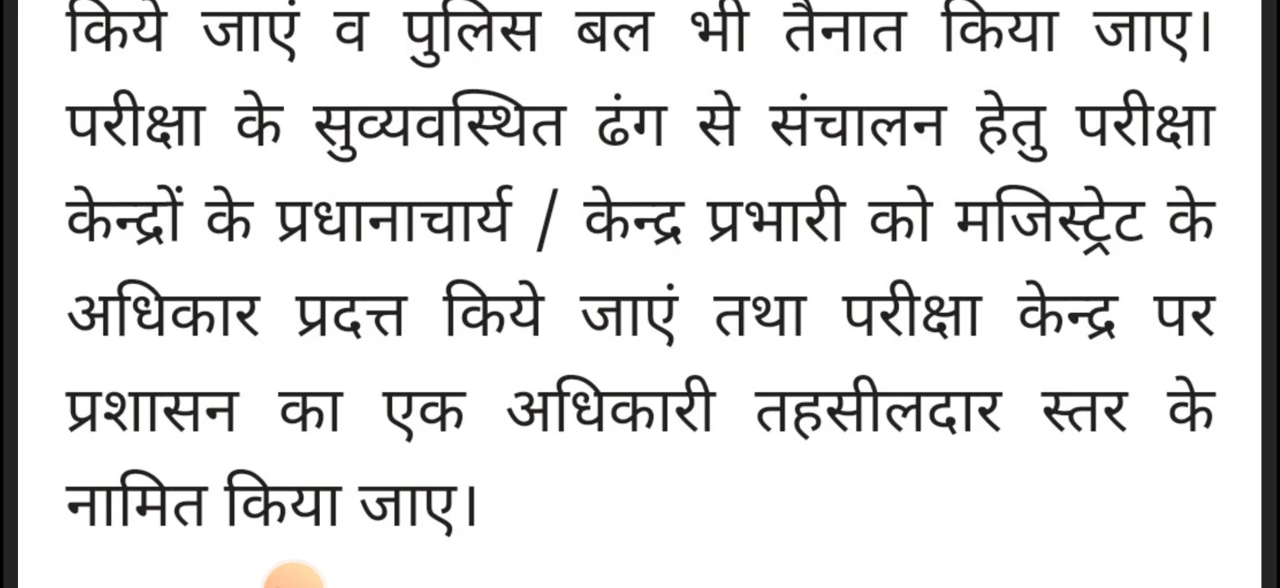 किये जाएं व पुलिस बल भी तैनात किया जाए।
परीक्षा के सुव्यवस्थित ढंग से संचालन हेतु परीक्षा
केन्द्रों के प्रधानाचार्य / केन्द्र प्रभारी को मजिस्ट्रेट के
अधिकार प्रदत्त किये जाएं तथा परीक्षा केन्द्र पर
प्रशासन का एक अधिकारी तहसीलदार स्तर के
नामित किया जाए।